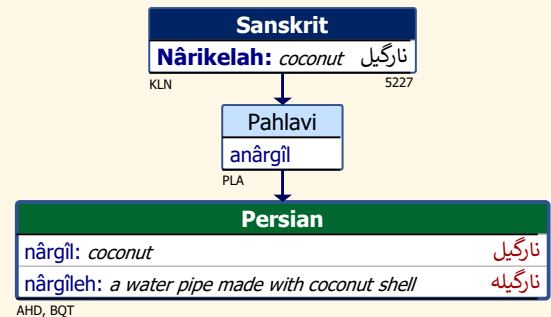 Sanskrit
Nârikelah: coconut نارگیل
KLN 5227
Pahlavi
anârgîl
PLA
Persian
nârgîl: coconut نارگیل
nârgîleh: a water pipe made with coconut shell نارگیله
AHD, BQT